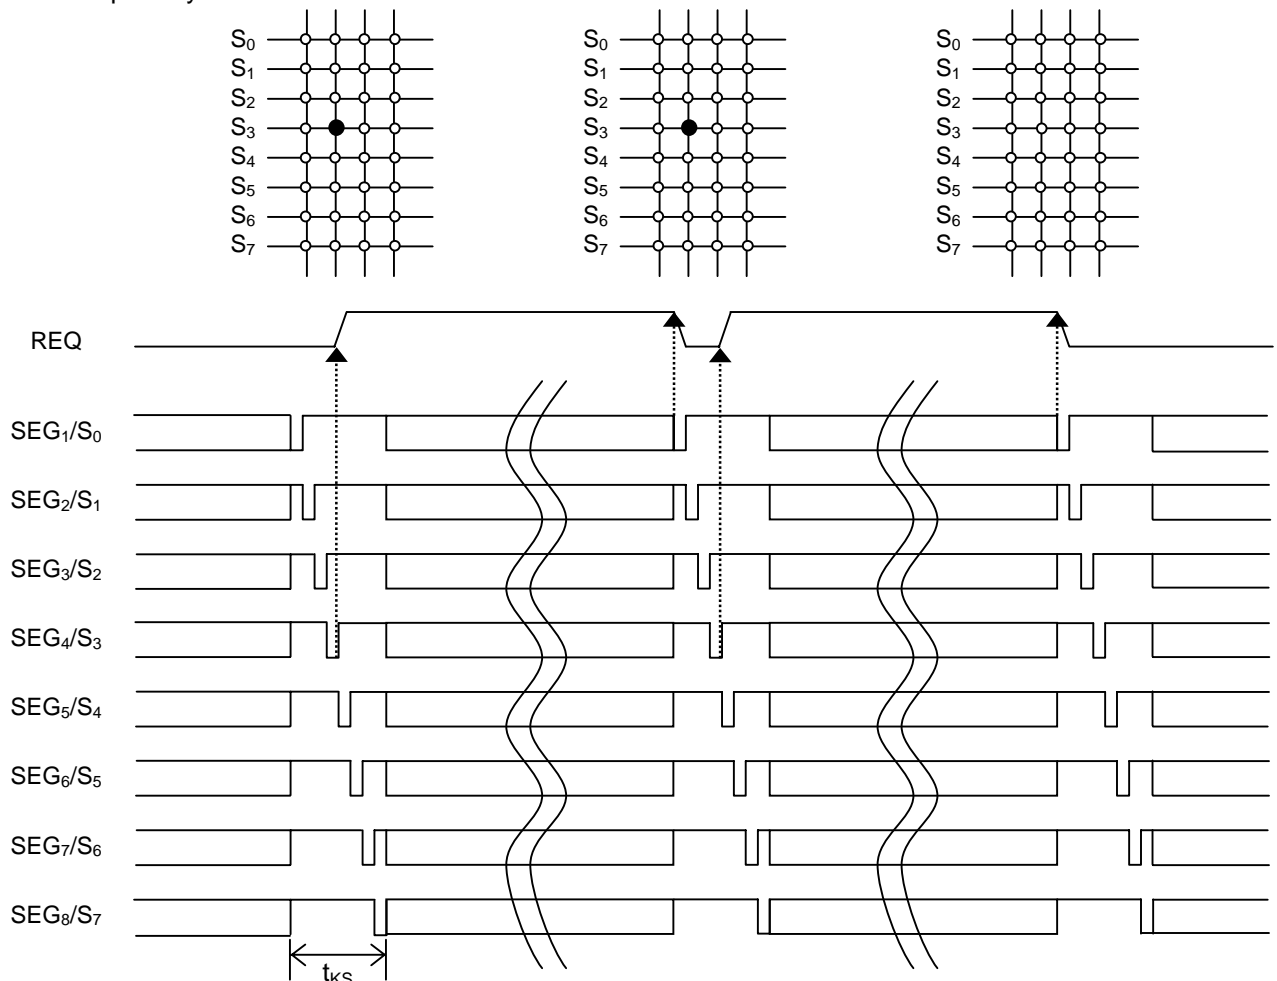 S0 S0 S0
S1 S1 S1
S2 S2 S2
S3 S3 S3
S4 S4 S4
S5 S5 S5
S6 S6 S6
S7 S7 S7
REQ
SEG1/S0
SEG2/S1
SEG3/S2
SEG4/S3
SEG5/S4
SEG6/S5
SEG7/S6
SEG8/S7
tKS